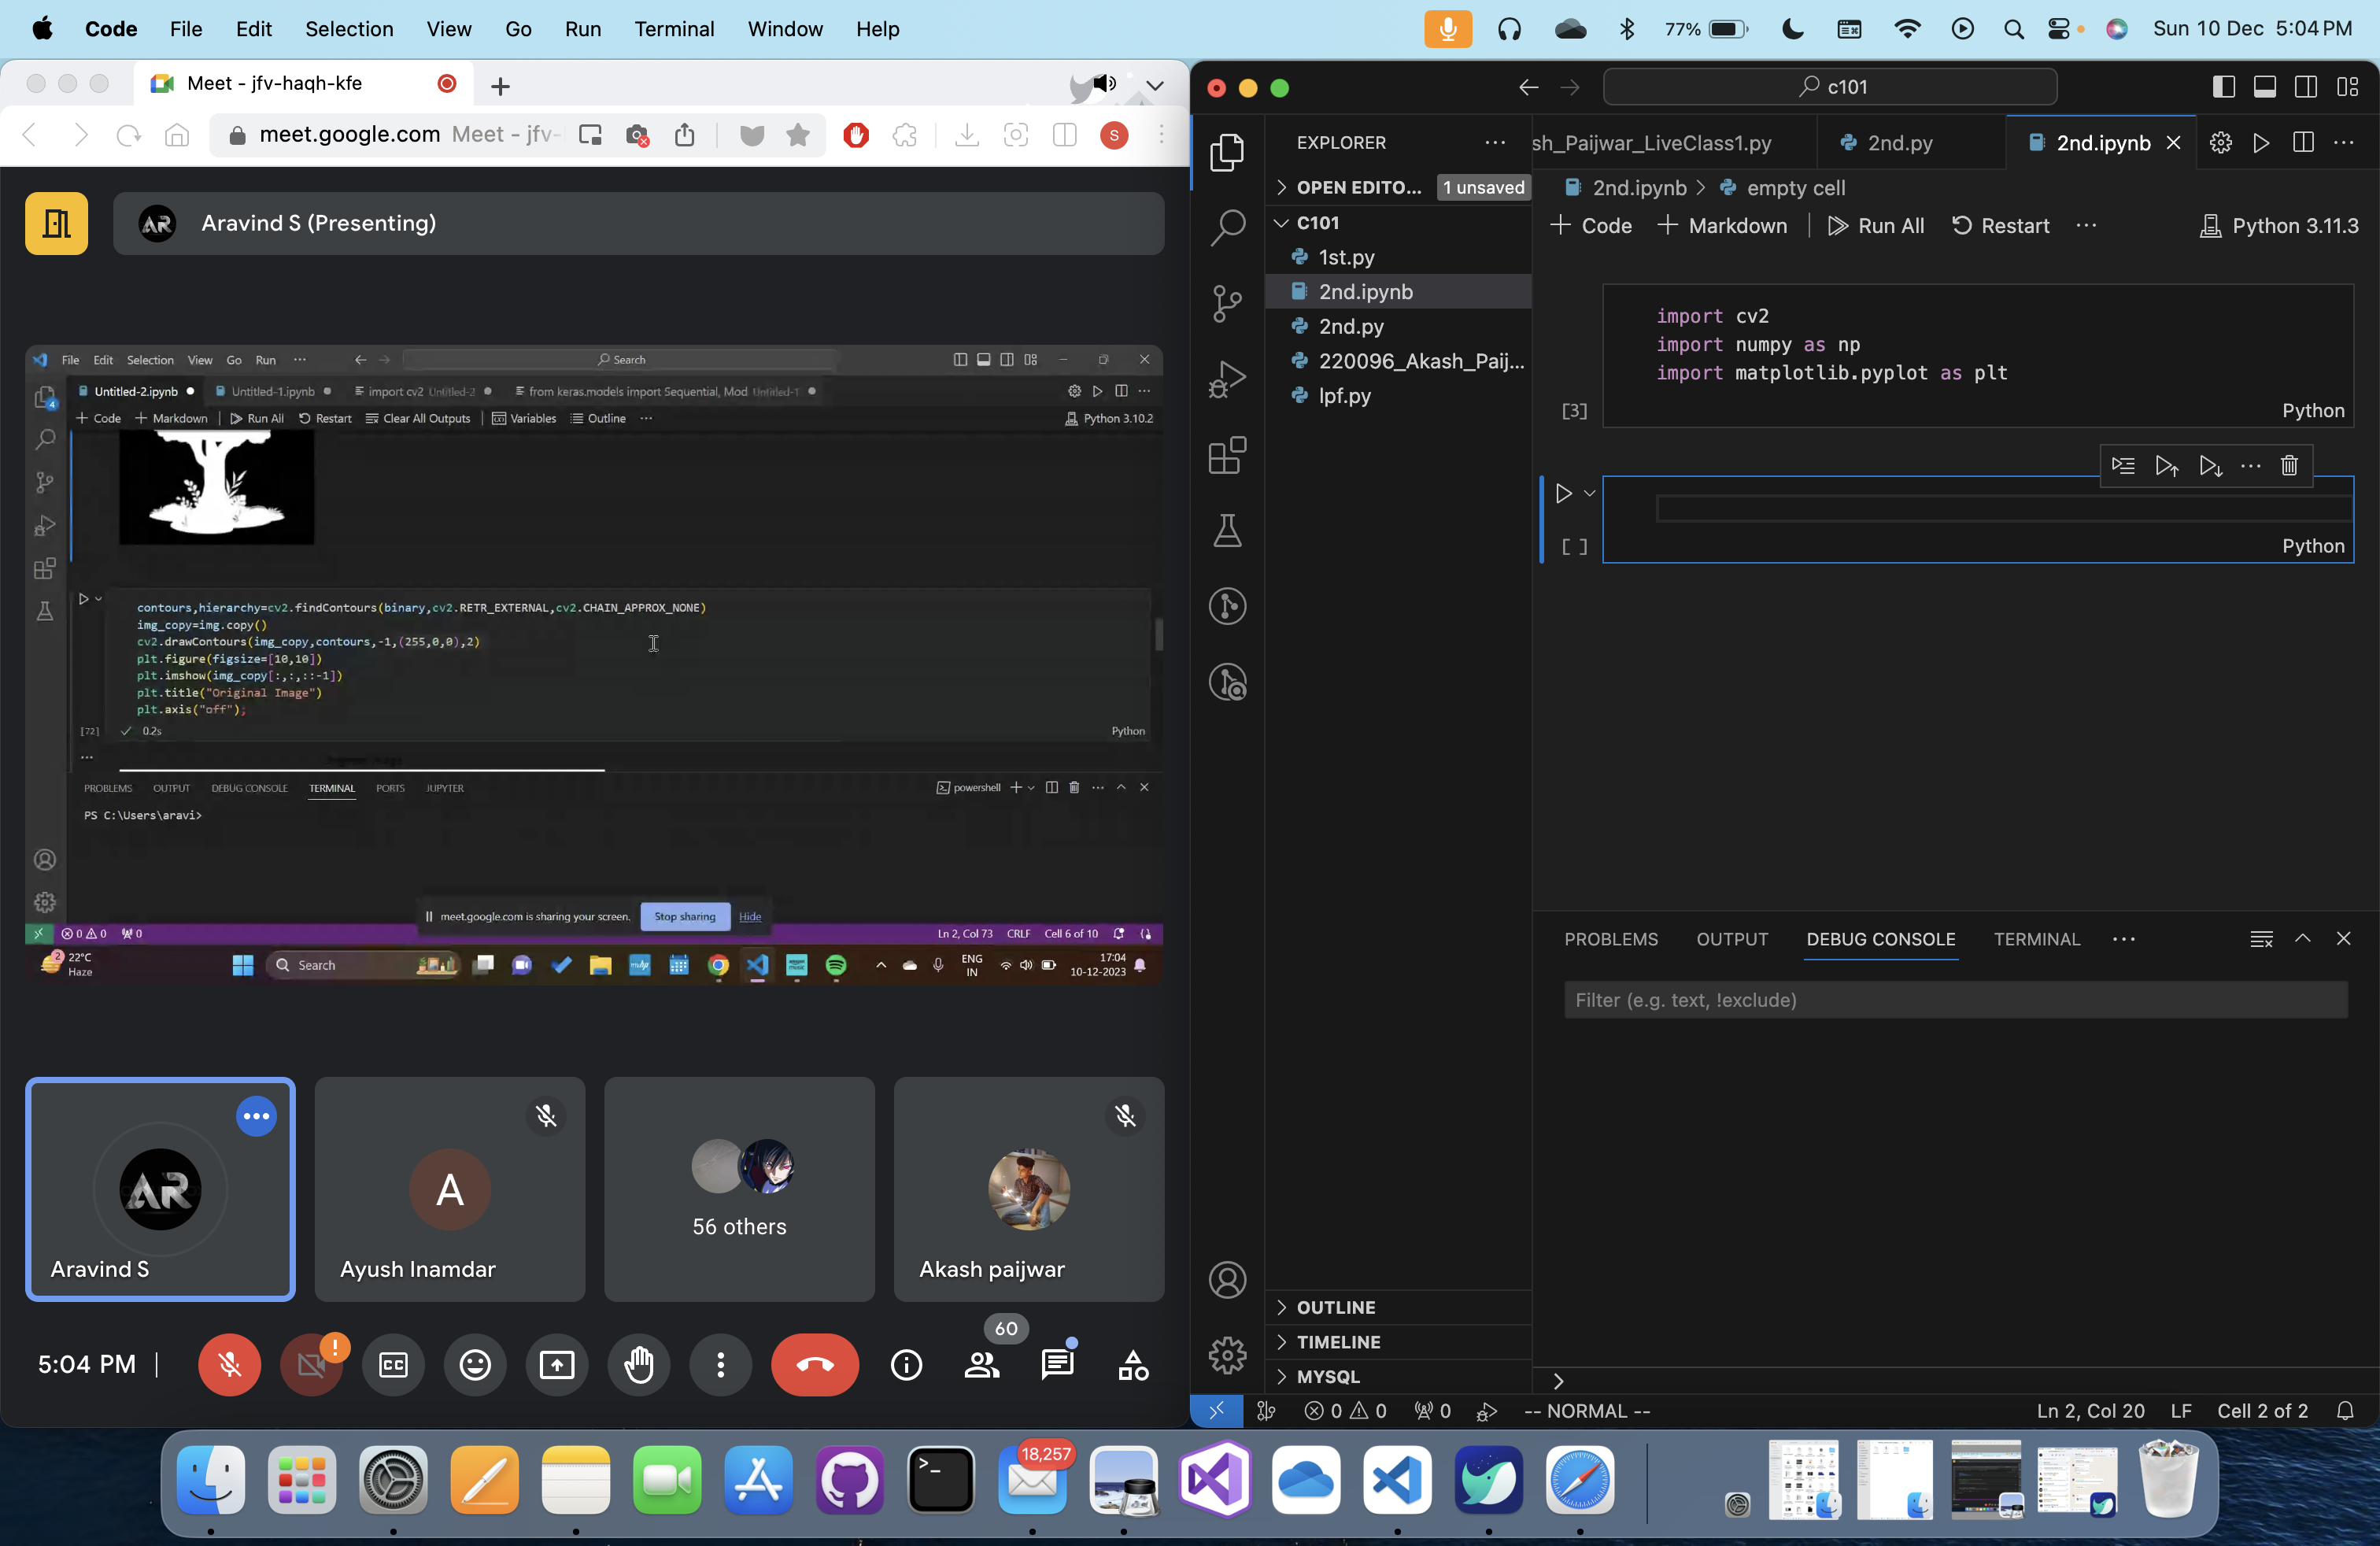 Code File Edit Selection View Go Run Terminal Window Help 77% Sun 10 Dec 5:04 PM
Meet - jfv-haqh-kfe
meet.google.com Meet - jfv- S
AR Aravind S (Presenting)
File Edit Selection View Go Run ··· Search
Untitled-2.ipynb Untitled-1.ipynb import cv2 Untitled-2 from keras.models import Sequential, Mod Untitled-1
4
+ Code + Markdown Run All Restart Clear All Outputs Variables Outline ··· Python 3.10.2
contours,hierarchy=cv2.findContours(binary,cv2.RETR_EXTERNAL,cv2.CHAIN_APPROX_NONE)
img_copy=img.copy()
cv2.drawContours(img_copy,contours,-1,(255,0,0),2)
plt.figure(figsize=[10,10])
plt.imshow(img_copy[:,:,::-1])
plt.title("Original Image")
plt.axis("off");
[72] 0.2s Python
PROBLEMS OUTPUT DEBUG CONSOLE TERMINAL PORTS JUPYTER powershell
PS C:\Users\aravi>
meet.google.com is sharing your screen. Stop sharing Hide
0 0 0 Ln 2, Col 73 CRLF Cell 6 of 10
2 22°C
Haze
Search
ENG
IN
17:04
10-12-2023
AR
Aravind S
A
Ayush Inamdar
56 others
Akash paijwar
60
5:04 PM
CC
c101
EXPLORER
OPEN EDITO... 1 unsaved
C101
1st.py
2nd.ipynb
2nd.py
220096_Akash_Paij...
lpf.py
OUTLINE
TIMELINE
MYSQL
sh_Paijwar_LiveClass1.py 2nd.py 2nd.ipynb
2nd.ipynb > empty cell
+ Code + Markdown Run All Restart ··· Python 3.11.3
import cv2
import numpy as np
import matplotlib.pyplot as plt
[3] Python
[ ] Python
PROBLEMS OUTPUT DEBUG CONSOLE TERMINAL ···
Filter (e.g. text, !exclude)
>
0 0 0 -- NORMAL -- Ln 2, Col 20 LF Cell 2 of 2
18,257